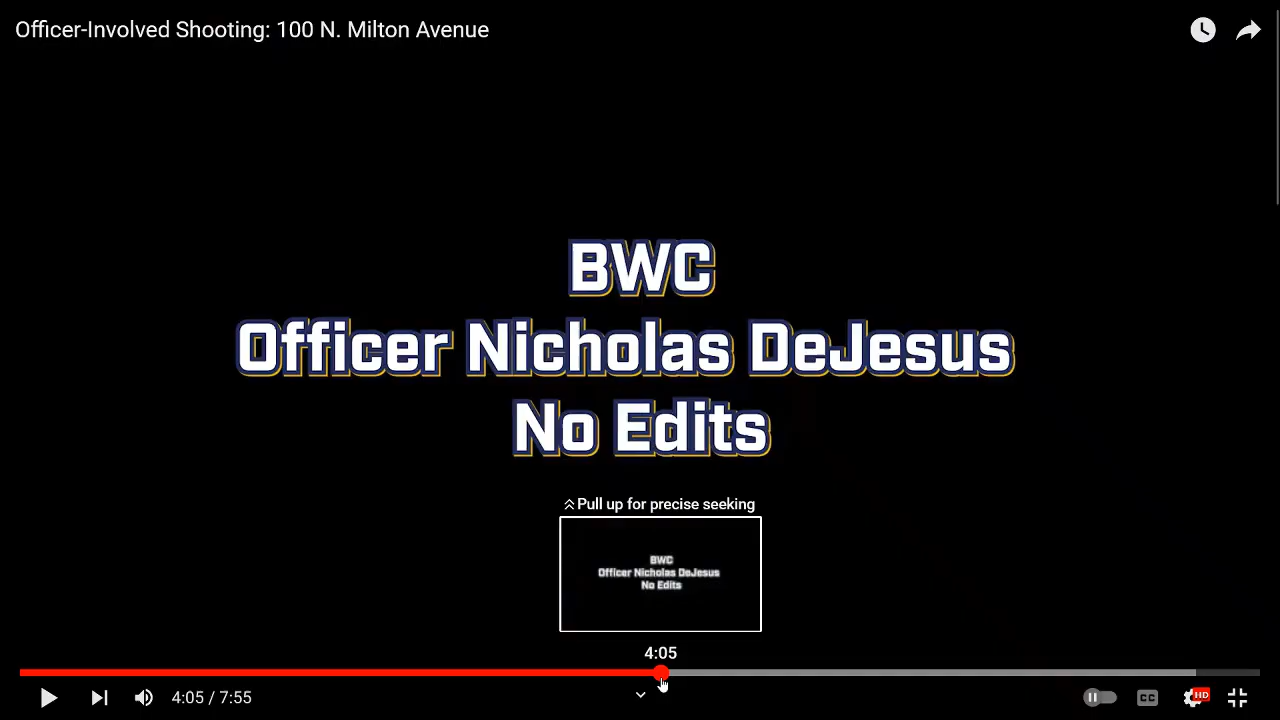 Officer-Involved Shooting: 100 N. Milton Avenue
BWC
Officer Nicholas DeJesus
No Edits
Pull up for precise seeking
BWC
Officer Nicholas DeJesus
No Edits
4:05
4:05 / 7:55
CC
HD